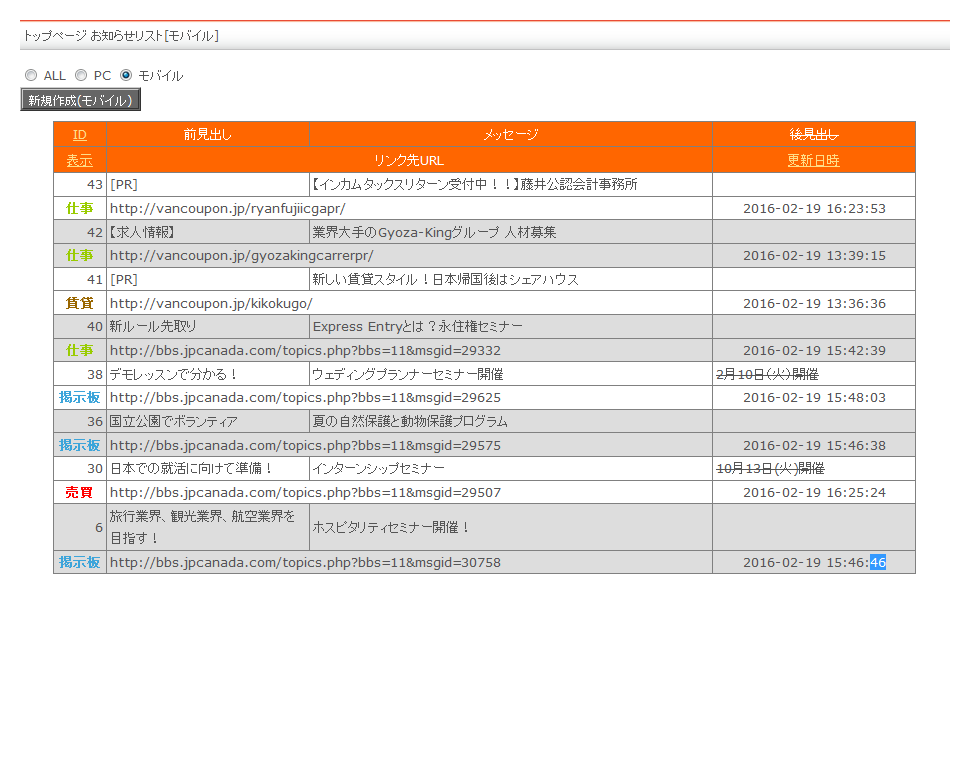 トップページ お知らせリスト[モバイル]
ALL PC モバイル
新規作成(モバイル)
ID 前見出し メッセージ 後見出し
表示 リンク先URL 更新日時
43 [PR] 【インカムタックスリターン受付中！！】藤井公認会計事務所
仕事 http://vancoupon.jp/ryanfujiicgapr/ 2016-02-19 16:23:53
42 【求人情報】 業界大手のGyoza-Kingグループ 人材募集
仕事 http://vancoupon.jp/gyozakingcarrerpr/ 2016-02-19 13:39:15
41 [PR] 新しい賃貸スタイル！日本帰国後はシェアハウス
賃貸 http://vancoupon.jp/kikokugo/ 2016-02-19 13:36:36
40 新ルール先取り Express Entryとは？永住権セミナー
仕事 http://bbs.jpcanada.com/topics.php?bbs=11&msgid=29332 2016-02-19 15:42:39
38 デモレッスンで分かる！ ウェディングプランナーセミナー開催 2月10日(火)開催
掲示板 http://bbs.jpcanada.com/topics.php?bbs=11&msgid=29625 2016-02-19 15:48:03
36 国立公園でボランティア 夏の自然保護と動物保護プログラム
掲示板 http://bbs.jpcanada.com/topics.php?bbs=11&msgid=29575 2016-02-19 15:46:38
30 日本での就活に向けて準備！ インターンシップセミナー 10月13日(火)開催
売買 http://bbs.jpcanada.com/topics.php?bbs=11&msgid=29507 2016-02-19 16:25:24
6 旅行業界、観光業界、航空業界を
目指す！ ホスピタリティセミナー開催！
掲示板 http://bbs.jpcanada.com/topics.php?bbs=11&msgid=30758 2016-02-19 15:46:46